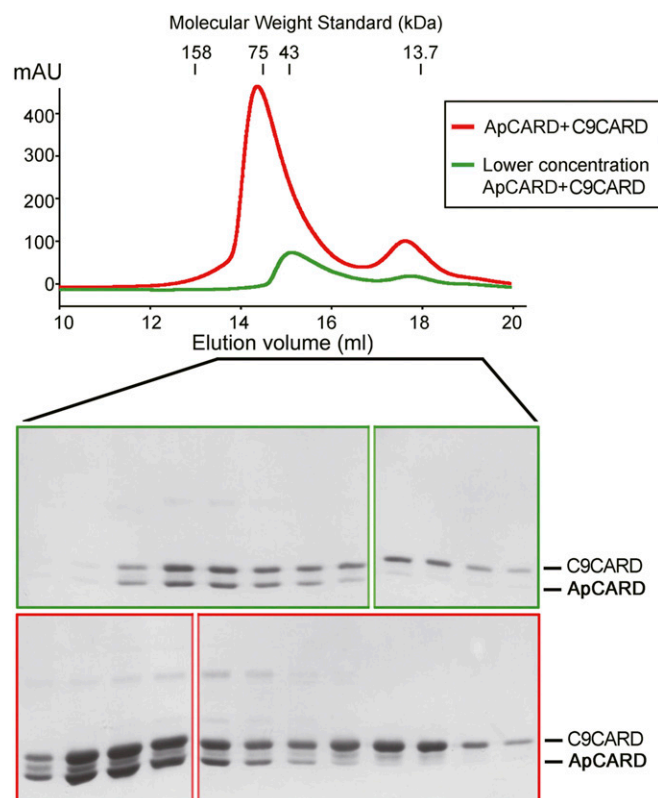 Molecular Weight Standard (kDa)
158 75 43 13.7
mAU
400
300
200
100
0
ApCARD+C9CARD
Lower concentration
ApCARD+C9CARD
10 12 14 16 18 20
Elution volume (ml)
C9CARD
ApCARD
C9CARD
ApCARD